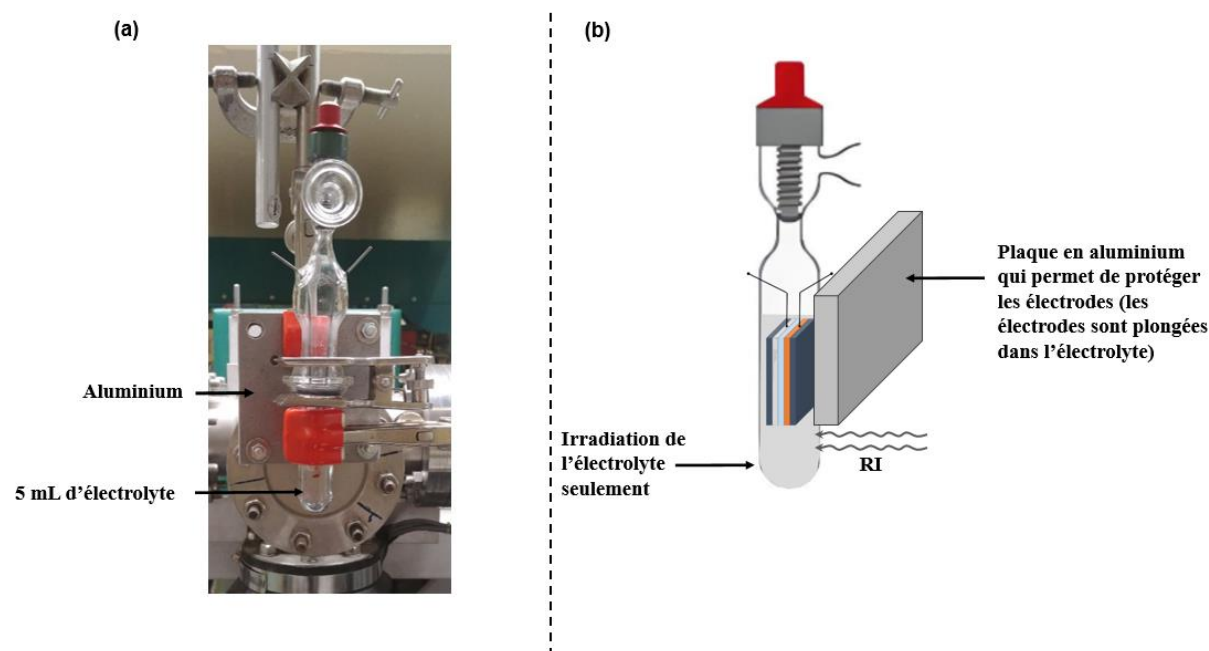 (a)
Aluminium
5 mL d’électrolyte
(b)
Plaque en aluminium
qui permet de protéger
les électrodes (les
électrodes sont plongées
dans l’électrolyte)
Irradiation de
l’électrolyte
seulement
RI